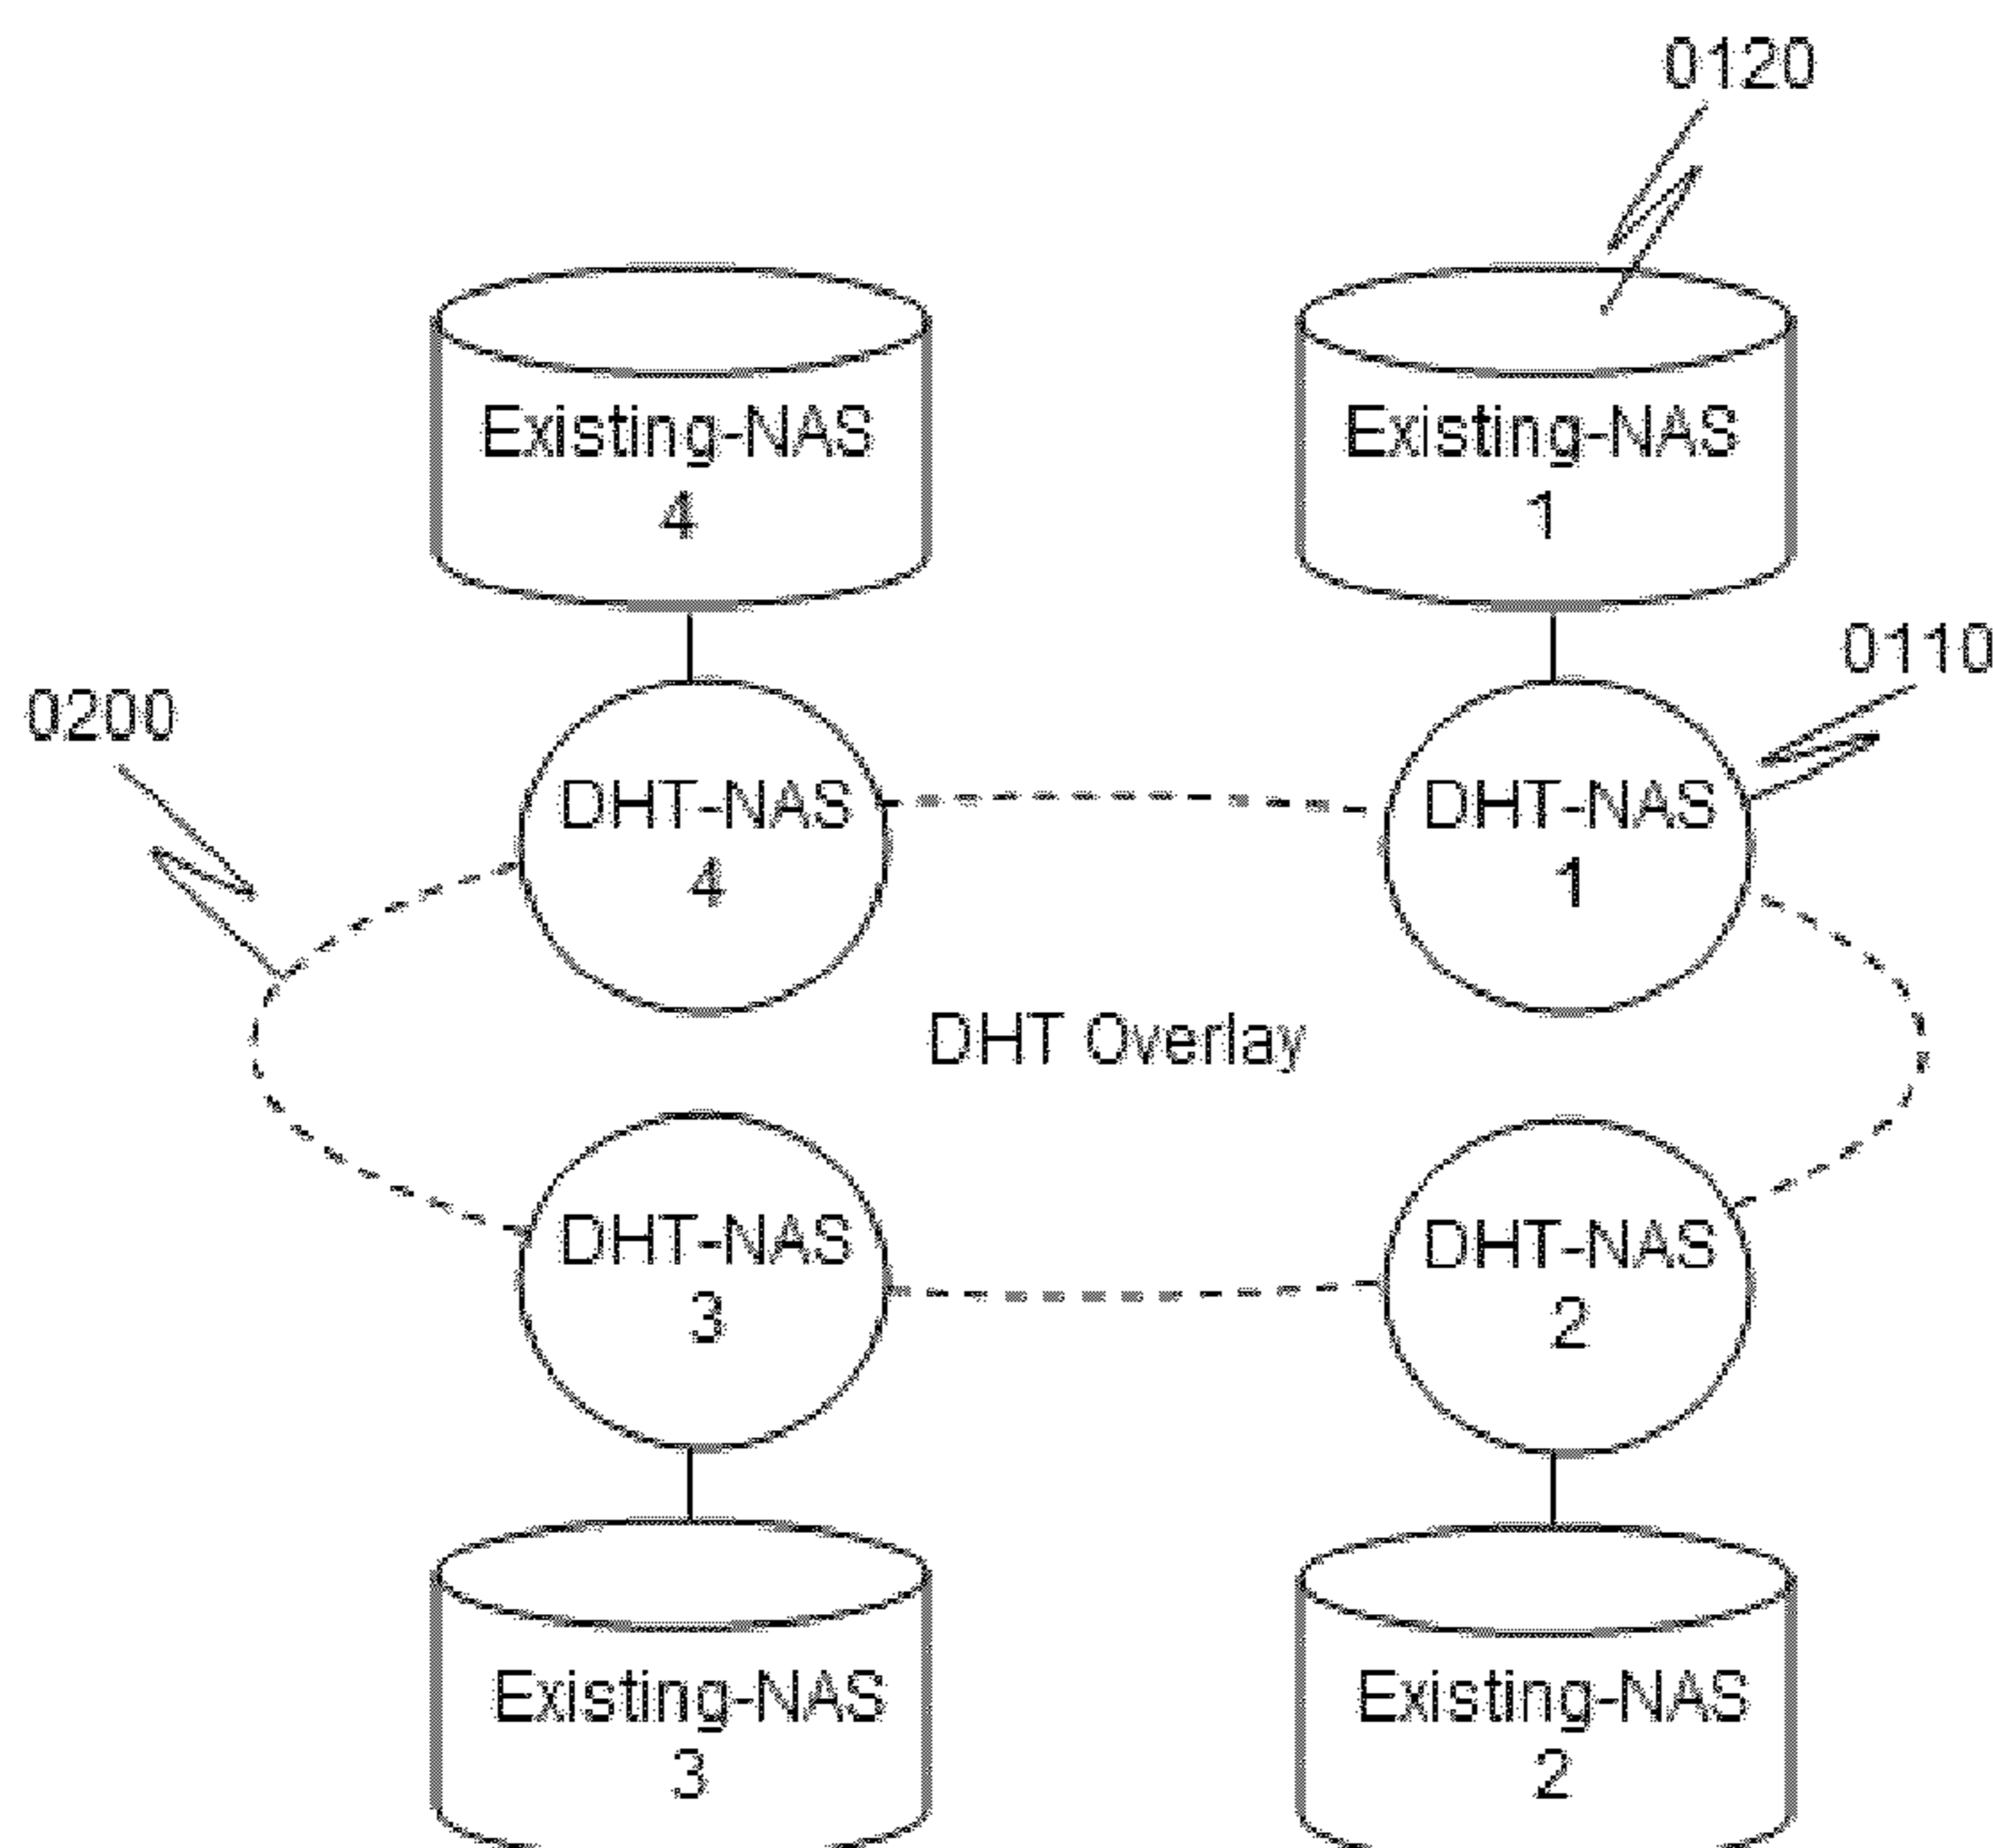 0120
Existing-NAS
4
Existing-NAS
1
0110
0200
DHT-NAS
4
DHT-NAS
1
DHT Overlay
DHT-NAS
3
DHT-NAS
2
Existing-NAS
3
Existing-NAS
2